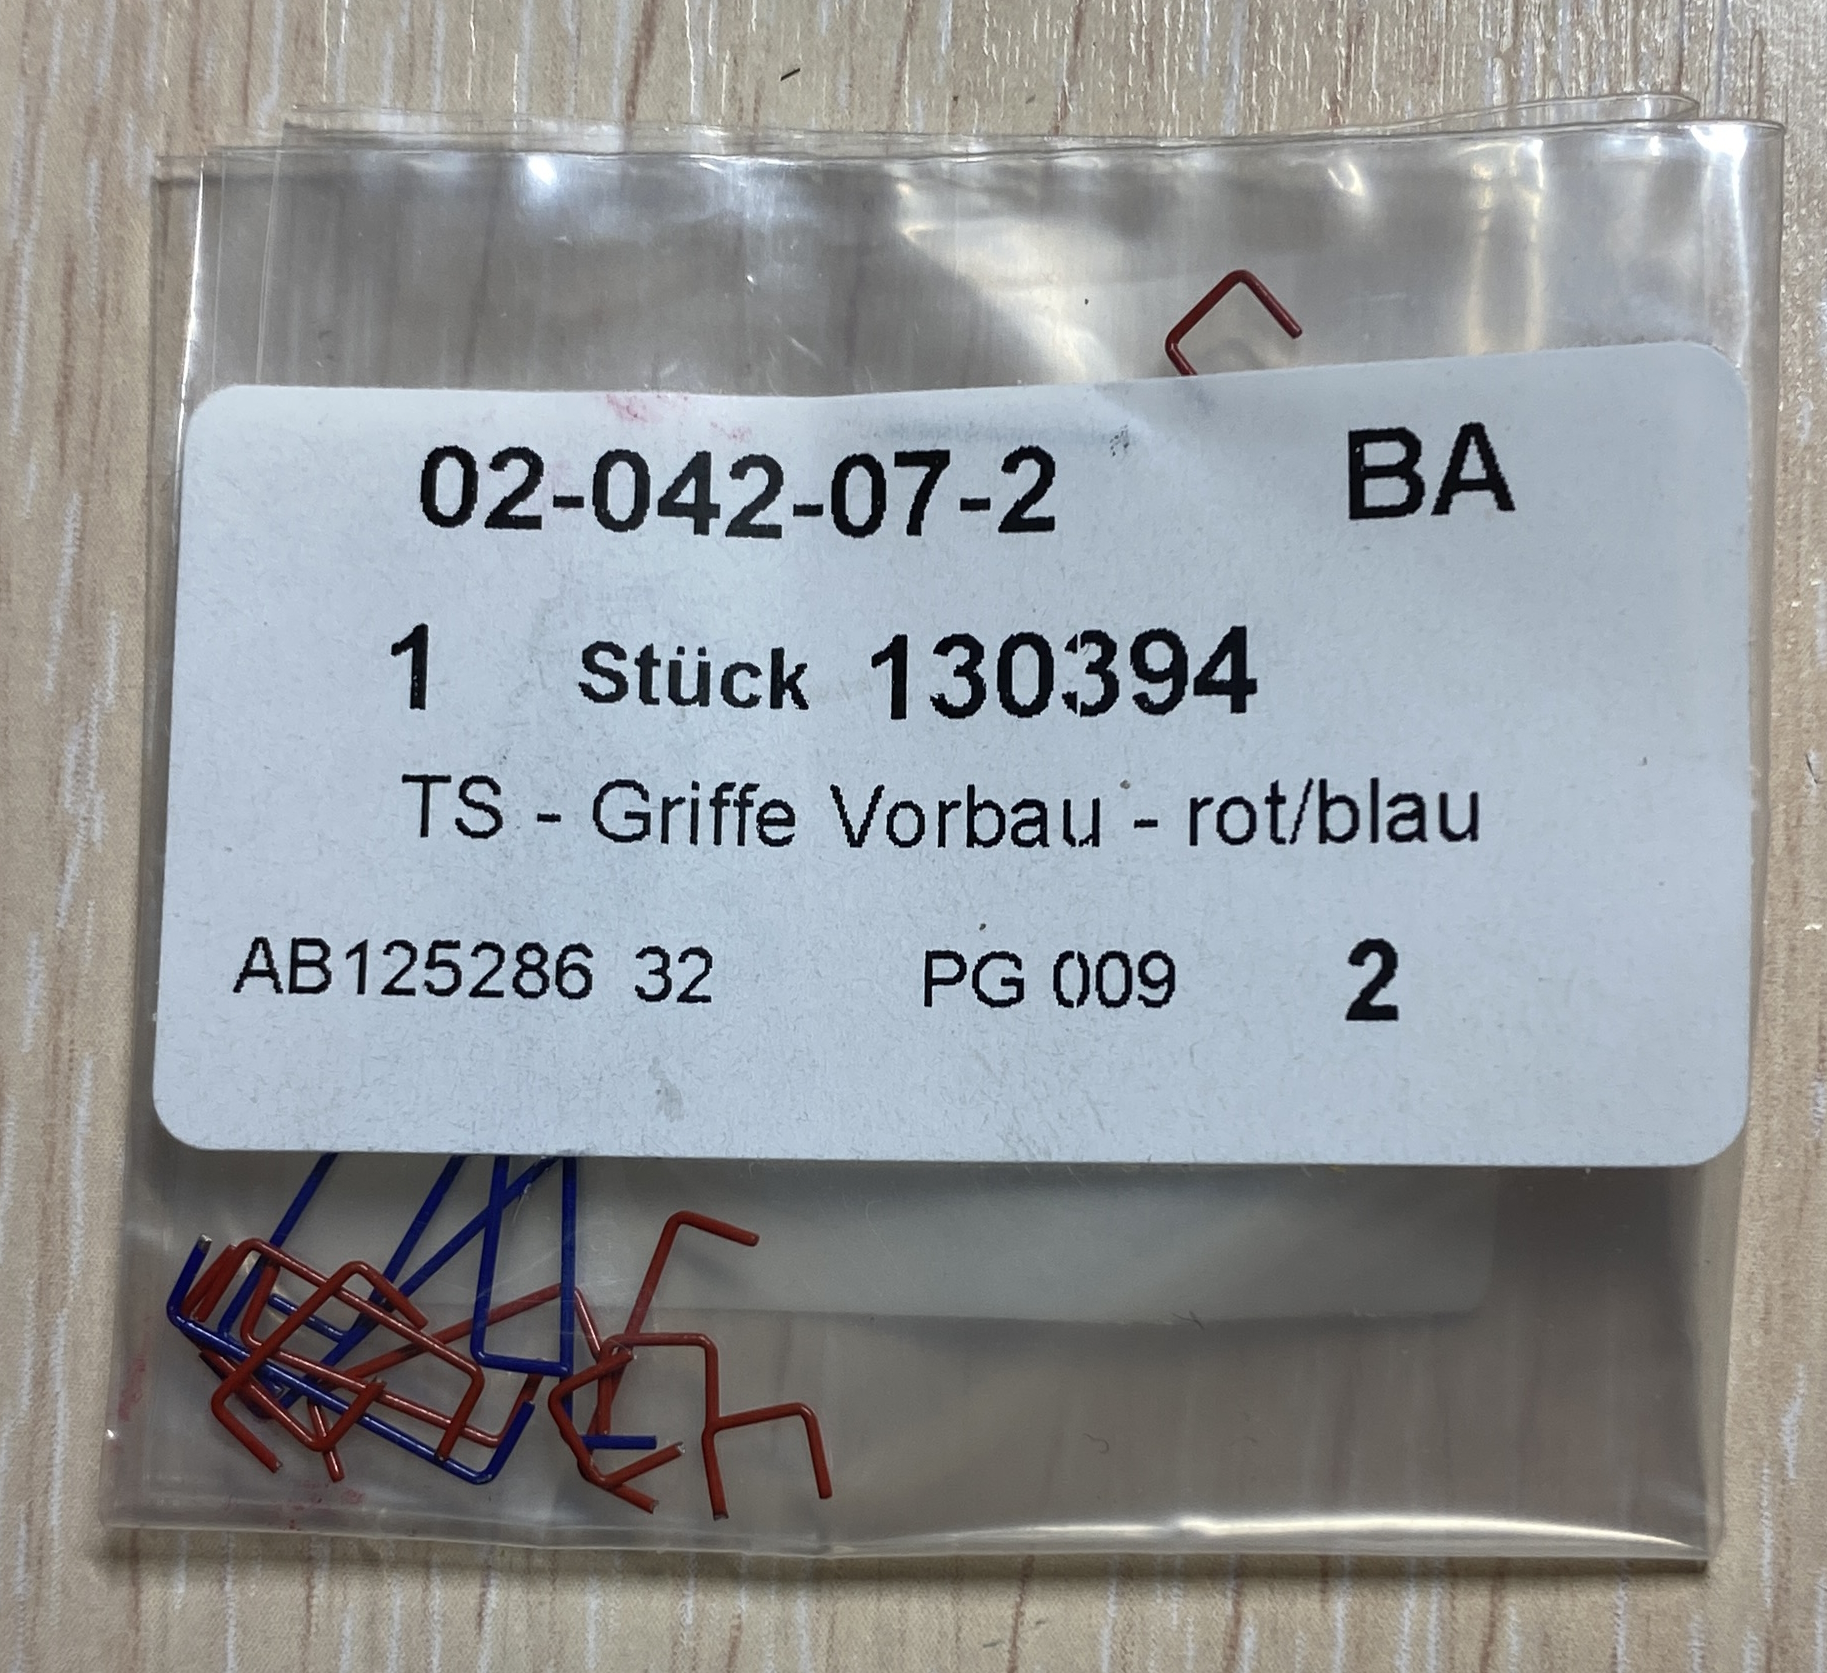 02-042-07-2 BA
1 Stück 130394
TS - Griffe Vorbau - rot/blau
AB125286 32 PG 009 2